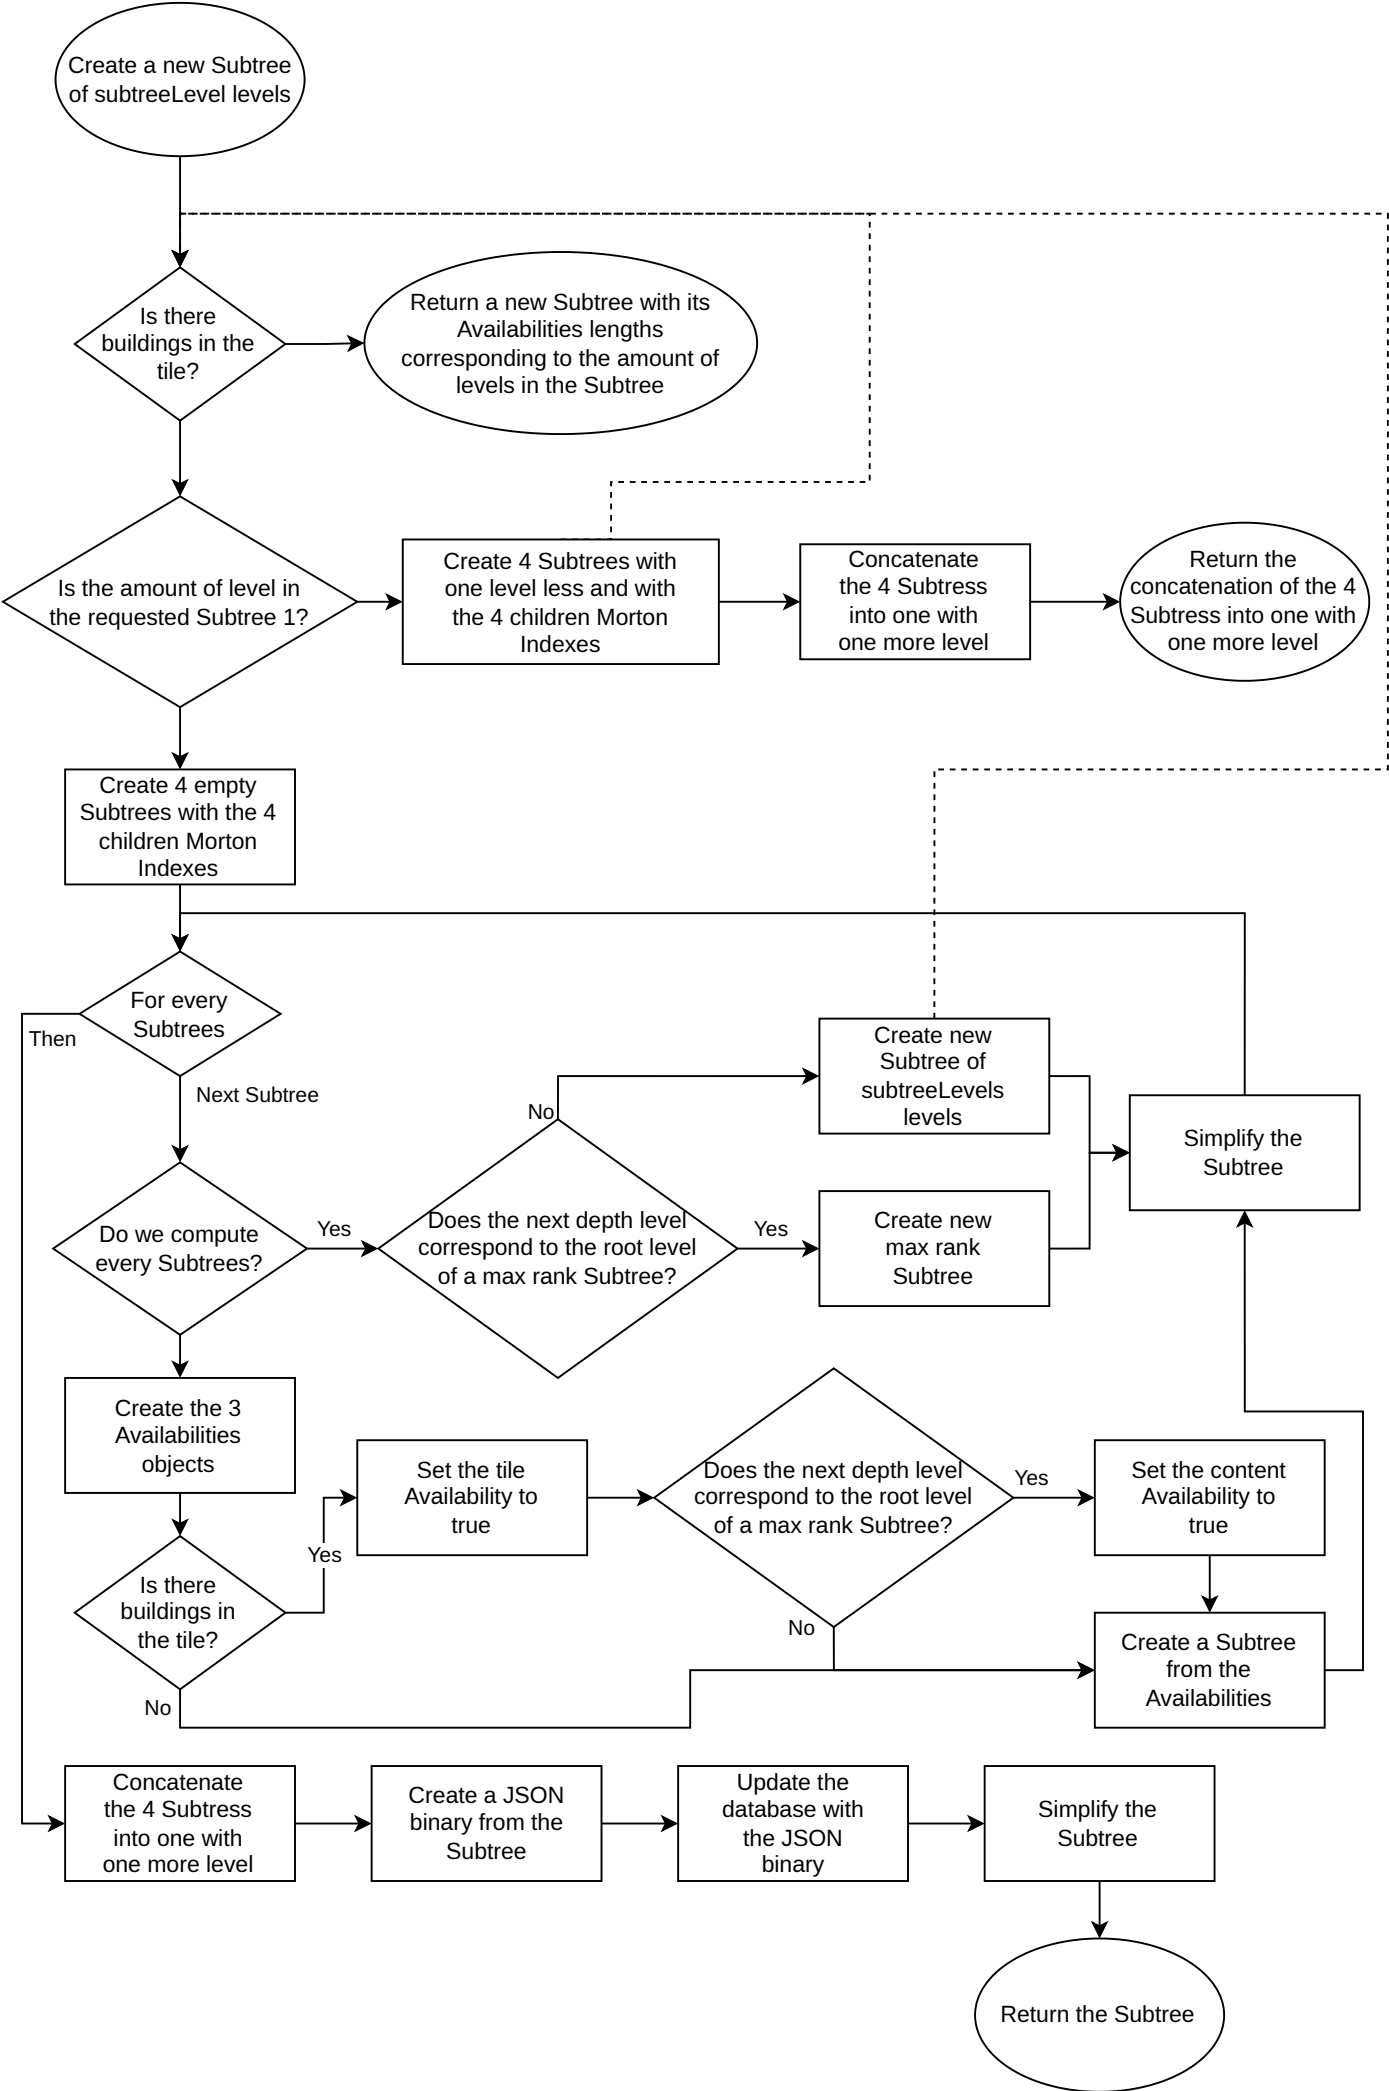 Create a new Subtree
of subtreeLevel levels
Is there
buildings in the
tile?
Return a new Subtree with its
Availabilities lengths
corresponding to the amount of
levels in the Subtree
Is the amount of level in
the requested Subtree 1?
Create 4 Subtrees with
one level less and with
the 4 children Morton
Indexes
Concatenate
the 4 Subtress
into one with
one more level
Return the
concatenation of the 4
Subtress into one with
one more level
Create 4 empty
Subtrees with the 4
children Morton
Indexes
For every
Subtrees
Then
Next Subtree
Do we compute
every Subtrees?
Yes
Does the next depth level
correspond to the root level
of a max rank Subtree?
No
Yes
Create new
Subtree of
subtreeLevels
levels
Create new
max rank
Subtree
Simplify the
Subtree
Create the 3
Availabilities
objects
Is there
buildings in
the tile?
Yes
No
Set the tile
Availability to
true
Does the next depth level
correspond to the root level
of a max rank Subtree?
Yes
No
Set the content
Availability to
true
Create a Subtree
from the
Availabilities
Concatenate
the 4 Subtress
into one with
one more level
Create a JSON
binary from the
Subtree
Update the
database with
the JSON
binary
Simplify the
Subtree
Return the Subtree